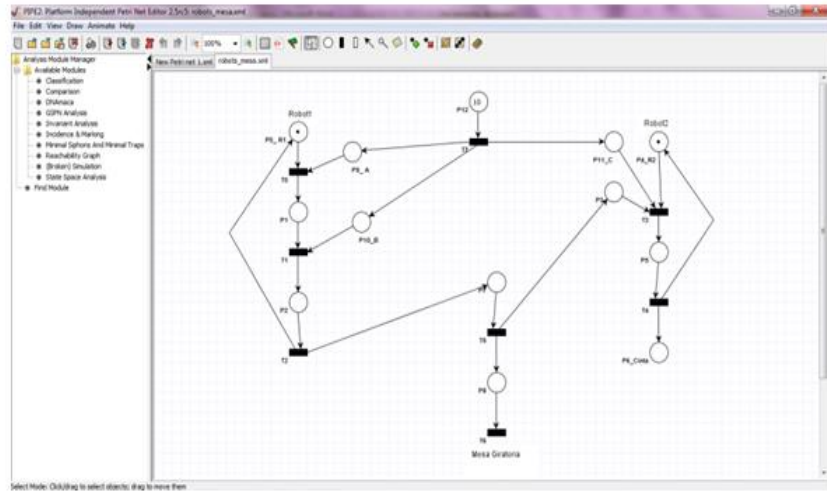 PIPE2: Platform Independent Petri Net Editor 2.5rc5: robots_mesa.xml
File Edit View Draw Animate Help
100%
Analysis Module Manager
Available Modules
Classification
Comparison
DNAmaca
GSPN Analysis
Invariant Analysis
Incidence & Marking
Minimal Siphons And Minimal Traps
Reachability Graph
(Broken) Simulation
State Space Analysis
Find Module
New Petri net 1.xml
robots_mesa.xml
10
P12
Robot1
Robot2
P0_R1
P9_A
P11_C
P4_R2
T0
P1
P10_B
T1
P5
P2
T4
T2
T5
P6_Cinta
P8
T6
Mesa Giratoria
Select Mode: Click/drag to select objects; drag to move them